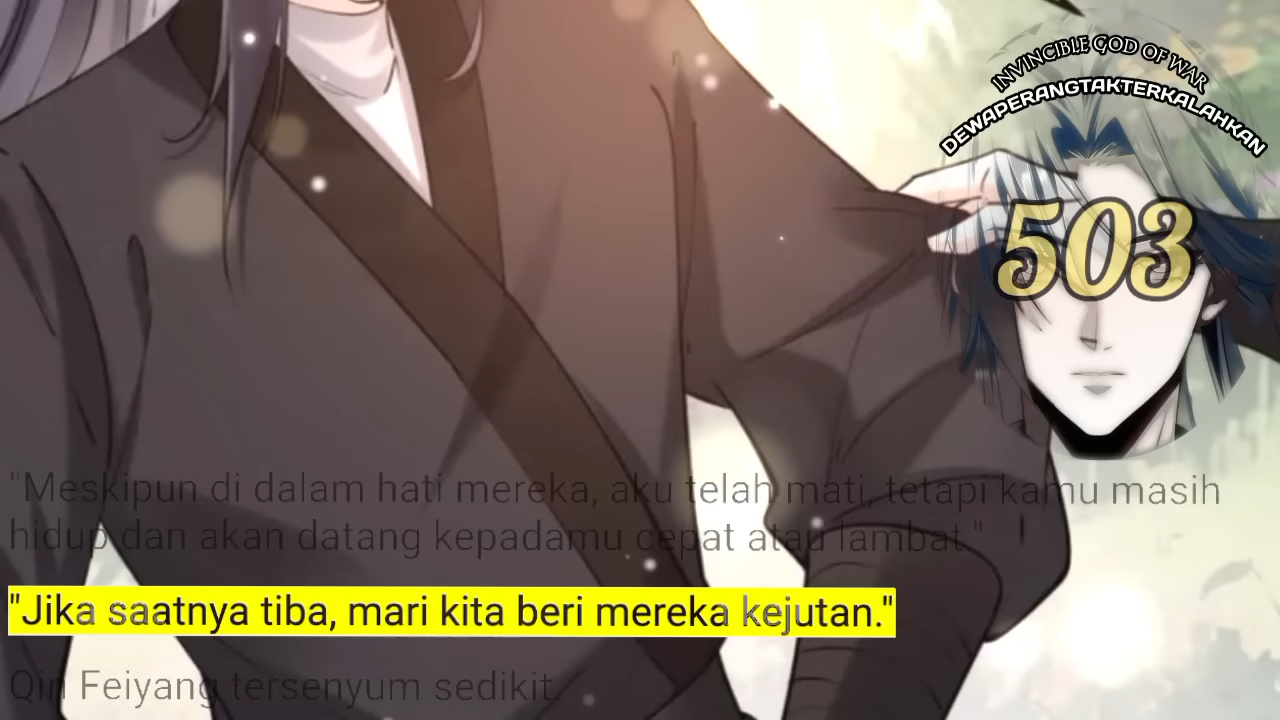 INVINCIBLE GOD OF WAR
DEWAPERANGTAKTERKALAHKAN
503
"Meskipun di dalam hati mereka, aku telah mati, tetapi kamu masih
hidup dan akan datang kepadamu cepat atau lambat."
"Jika saatnya tiba, mari kita beri mereka kejutan."
Qin Feiyang tersenyum sedikit.